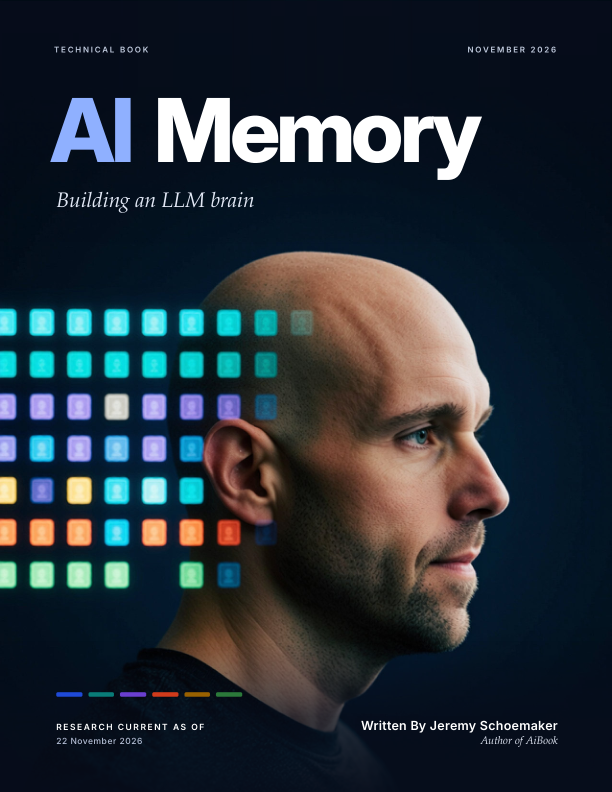 TECHNICAL BOOK
NOVEMBER 2026
AI Memory
Building an LLM brain
RESEARCH CURRENT AS OF
22 November 2026
Written By Jeremy Schoemaker
Author of AiBook